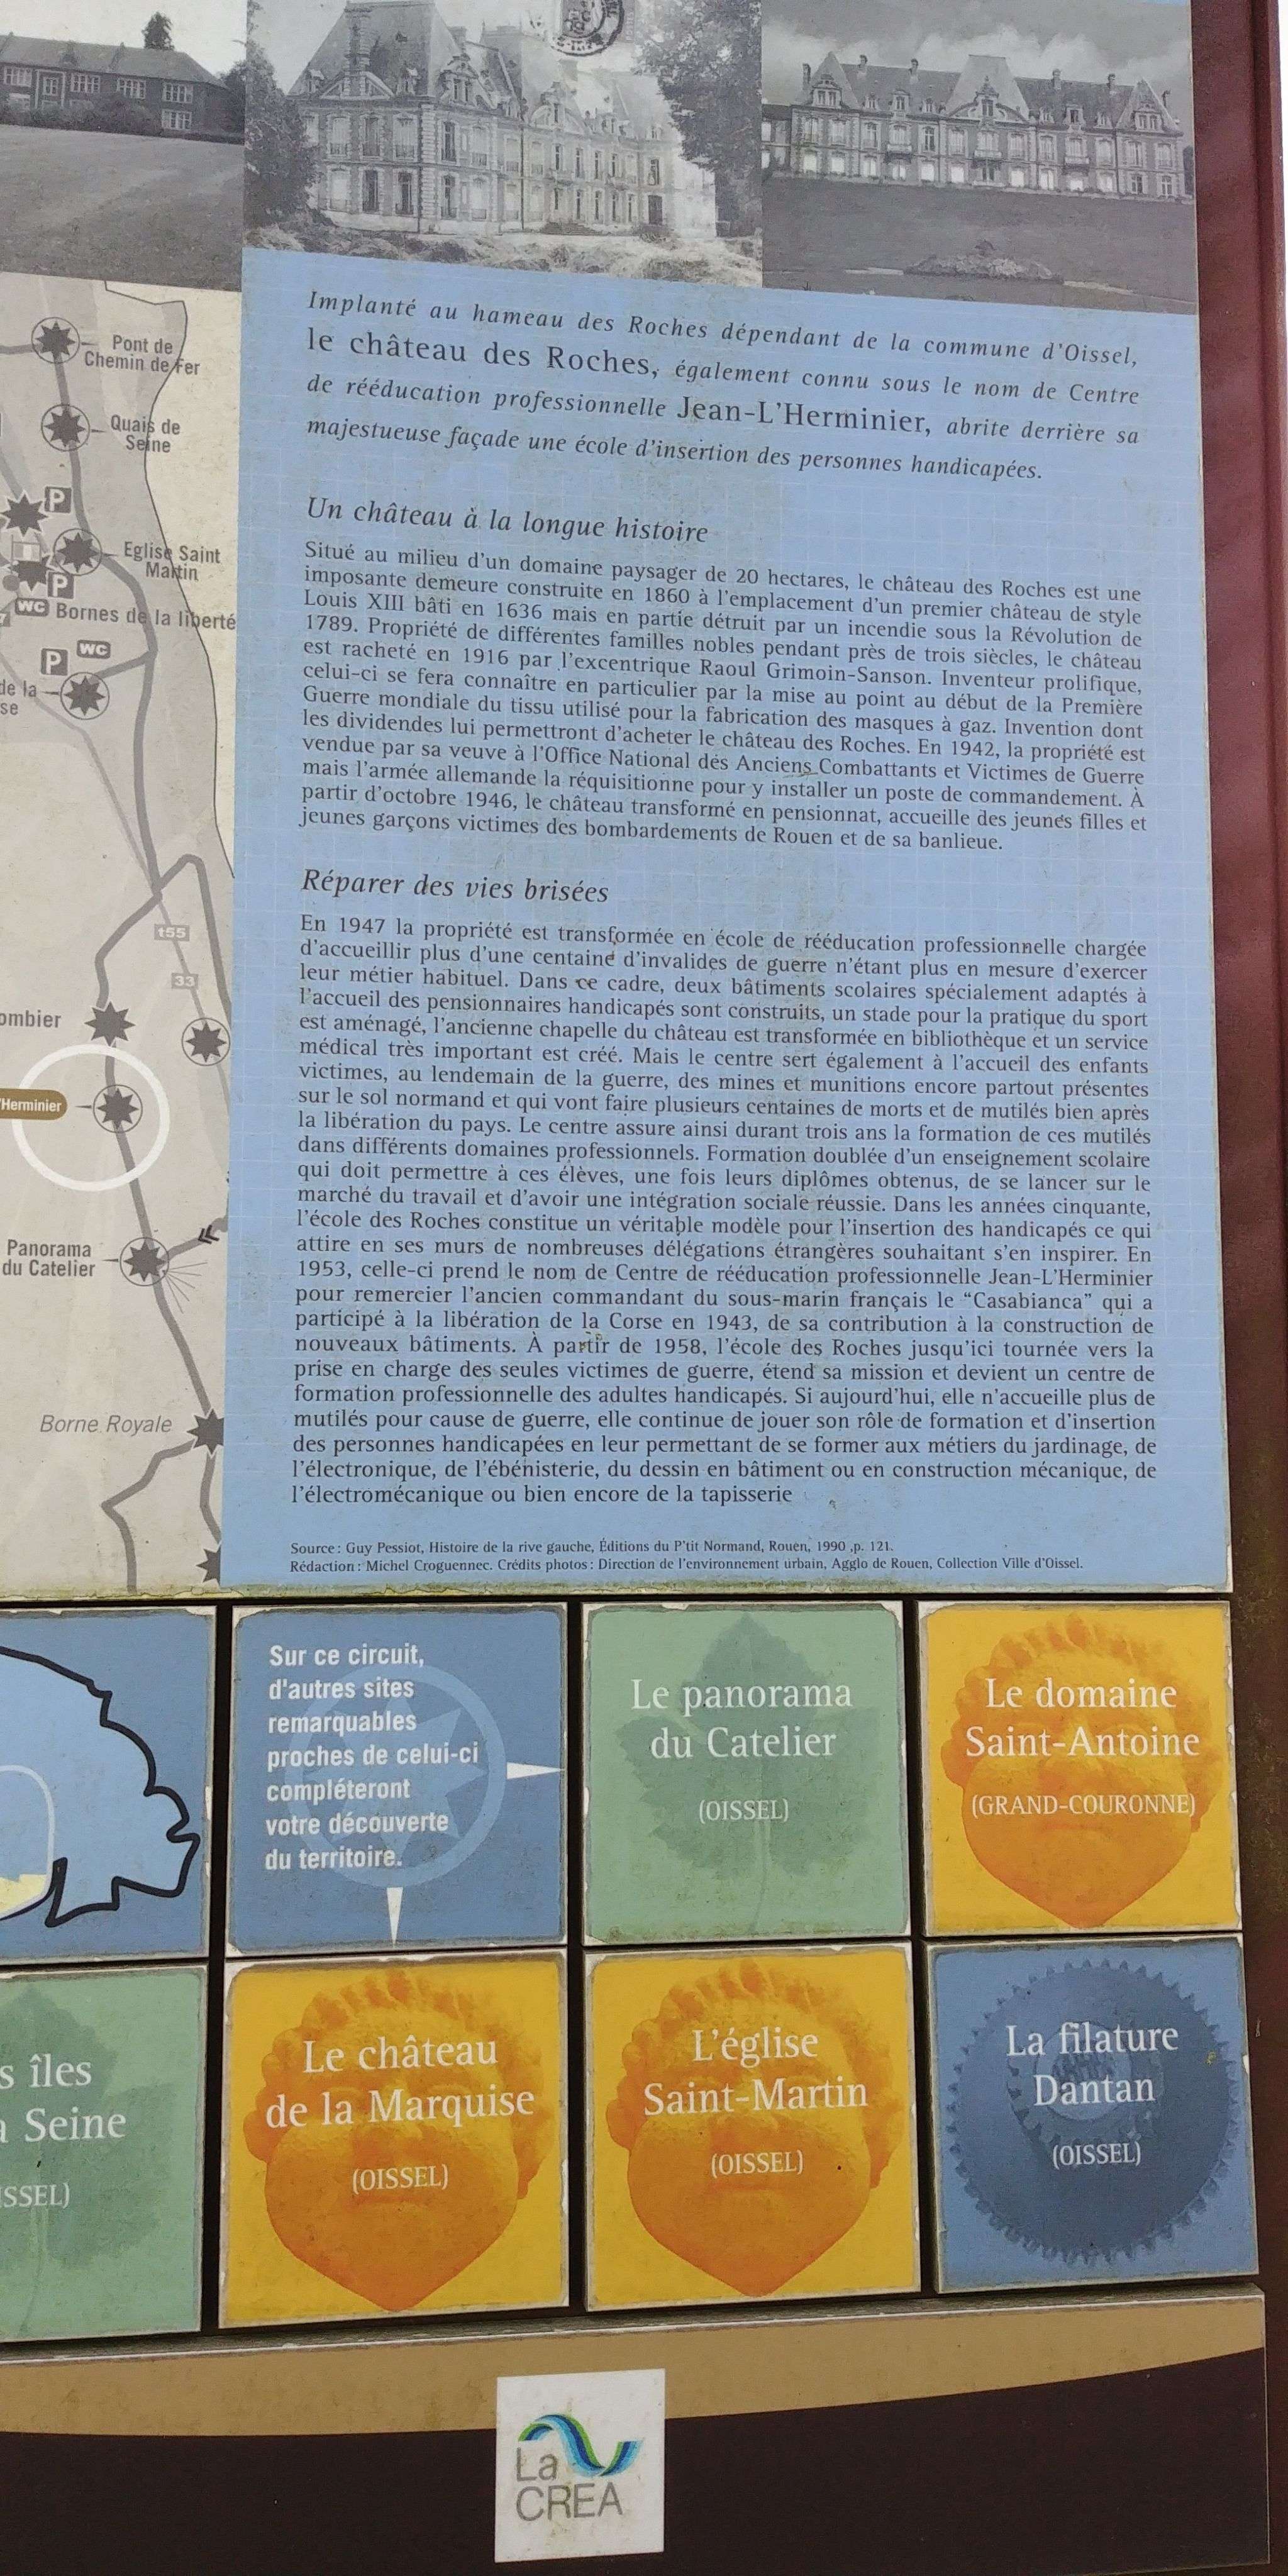 Pont de
Chemin de Fer
Quais de
Seine
P
Eglise Saint
Martin
P
WC Bornes de la liberté
P WC
de la
se
t55
33
ombier
'Herminier
Panorama
du Catelier
Borne Royale
Implanté au hameau des Roches dépendant de la commune d'Oissel,
le château des Roches, également connu sous le nom de Centre
de rééducation professionnelle Jean-L'Herminier, abrite derrière sa
majestueuse façade une école d'insertion des personnes handicapées.
Un château à la longue histoire
Situé au milieu d'un domaine paysager de 20 hectares, le château des Roches est une
imposante demeure construite en 1860 à l'emplacement d'un premier château de style
Louis XIII bâti en 1636 mais en partie détruit par un incendie sous la Révolution de
1789. Propriété de différentes familles nobles pendant près de trois siècles, le château
est racheté en 1916 par l'excentrique Raoul Grimoin-Sanson. Inventeur prolifique,
celui-ci se fera connaître en particulier par la mise au point au début de la Première
Guerre mondiale du tissu utilisé pour la fabrication des masques à gaz. Invention dont
les dividendes lui permettront d'acheter le château des Roches. En 1942, la propriété est
vendue par sa veuve à l'Office National des Anciens Combattants et Victimes de Guerre
mais l'armée allemande la réquisitionne pour y installer un poste de commandement. À
partir d'octobre 1946, le château transformé en pensionnat, accueille des jeunes filles et
jeunes garçons victimes des bombardements de Rouen et de sa banlieue.
Réparer des vies brisées
En 1947 la propriété est transformée en école de rééducation professionnelle chargée
d'accueillir plus d'une centaine d'invalides de guerre n'étant plus en mesure d'exercer
leur métier habituel. Dans ce cadre, deux bâtiments scolaires spécialement adaptés à
l'accueil des pensionnaires handicapés sont construits, un stade pour la pratique du sport
est aménagé, l'ancienne chapelle du château est transformée en bibliothèque et un service
médical très important est créé. Mais le centre sert également à l'accueil des enfants
victimes, au lendemain de la guerre, des mines et munitions encore partout présentes
sur le sol normand et qui vont faire plusieurs centaines de morts et de mutilés bien après
la libération du pays. Le centre assure ainsi durant trois ans la formation de ces mutilés
dans différents domaines professionnels. Formation doublée d'un enseignement scolaire
qui doit permettre à ces élèves, une fois leurs diplômes obtenus, de se lancer sur le
marché du travail et d'avoir une intégration sociale réussie. Dans les années cinquante,
l'école des Roches constitue un véritable modèle pour l'insertion des handicapés ce qui
attire en ses murs de nombreuses délégations étrangères souhaitant s'en inspirer. En
1953, celle-ci prend le nom de Centre de rééducation professionnelle Jean-L'Herminier
pour remercier l'ancien commandant du sous-marin français le “Casabianca” qui a
participé à la libération de la Corse en 1943, de sa contribution à la construction de
nouveaux bâtiments. À partir de 1958, l'école des Roches jusqu'ici tournée vers la
prise en charge des seules victimes de guerre, étend sa mission et devient un centre de
formation professionnelle des adultes handicapés. Si aujourd'hui, elle n'accueille plus de
mutilés pour cause de guerre, elle continue de jouer son rôle de formation et d'insertion
des personnes handicapées en leur permettant de se former aux métiers du jardinage, de
l'électronique, de l'ébénisterie, du dessin en bâtiment ou en construction mécanique, de
l'électromécanique ou bien encore de la tapisserie
Source : Guy Pessiot, Histoire de la rive gauche, Éditions du P'tit Normand, Rouen, 1990 ,p. 121.
Rédaction : Michel Croguennec. Crédits photos : Direction de l'environnement urbain, Agglo de Rouen, Collection Ville d'Oissel.
Sur ce circuit,
d'autres sites
remarquables
proches de celui-ci
compléteront
votre découverte
du territoire.
Le panorama
du Catelier
(OISSEL)
Le domaine
Saint-Antoine
(GRAND-COURONNE)
s îles
a Seine
ISSEL)
Le château
de la Marquise
(OISSEL)
L'église
Saint-Martin
(OISSEL)
La filature
Dantan
(OISSEL)
La
CREA